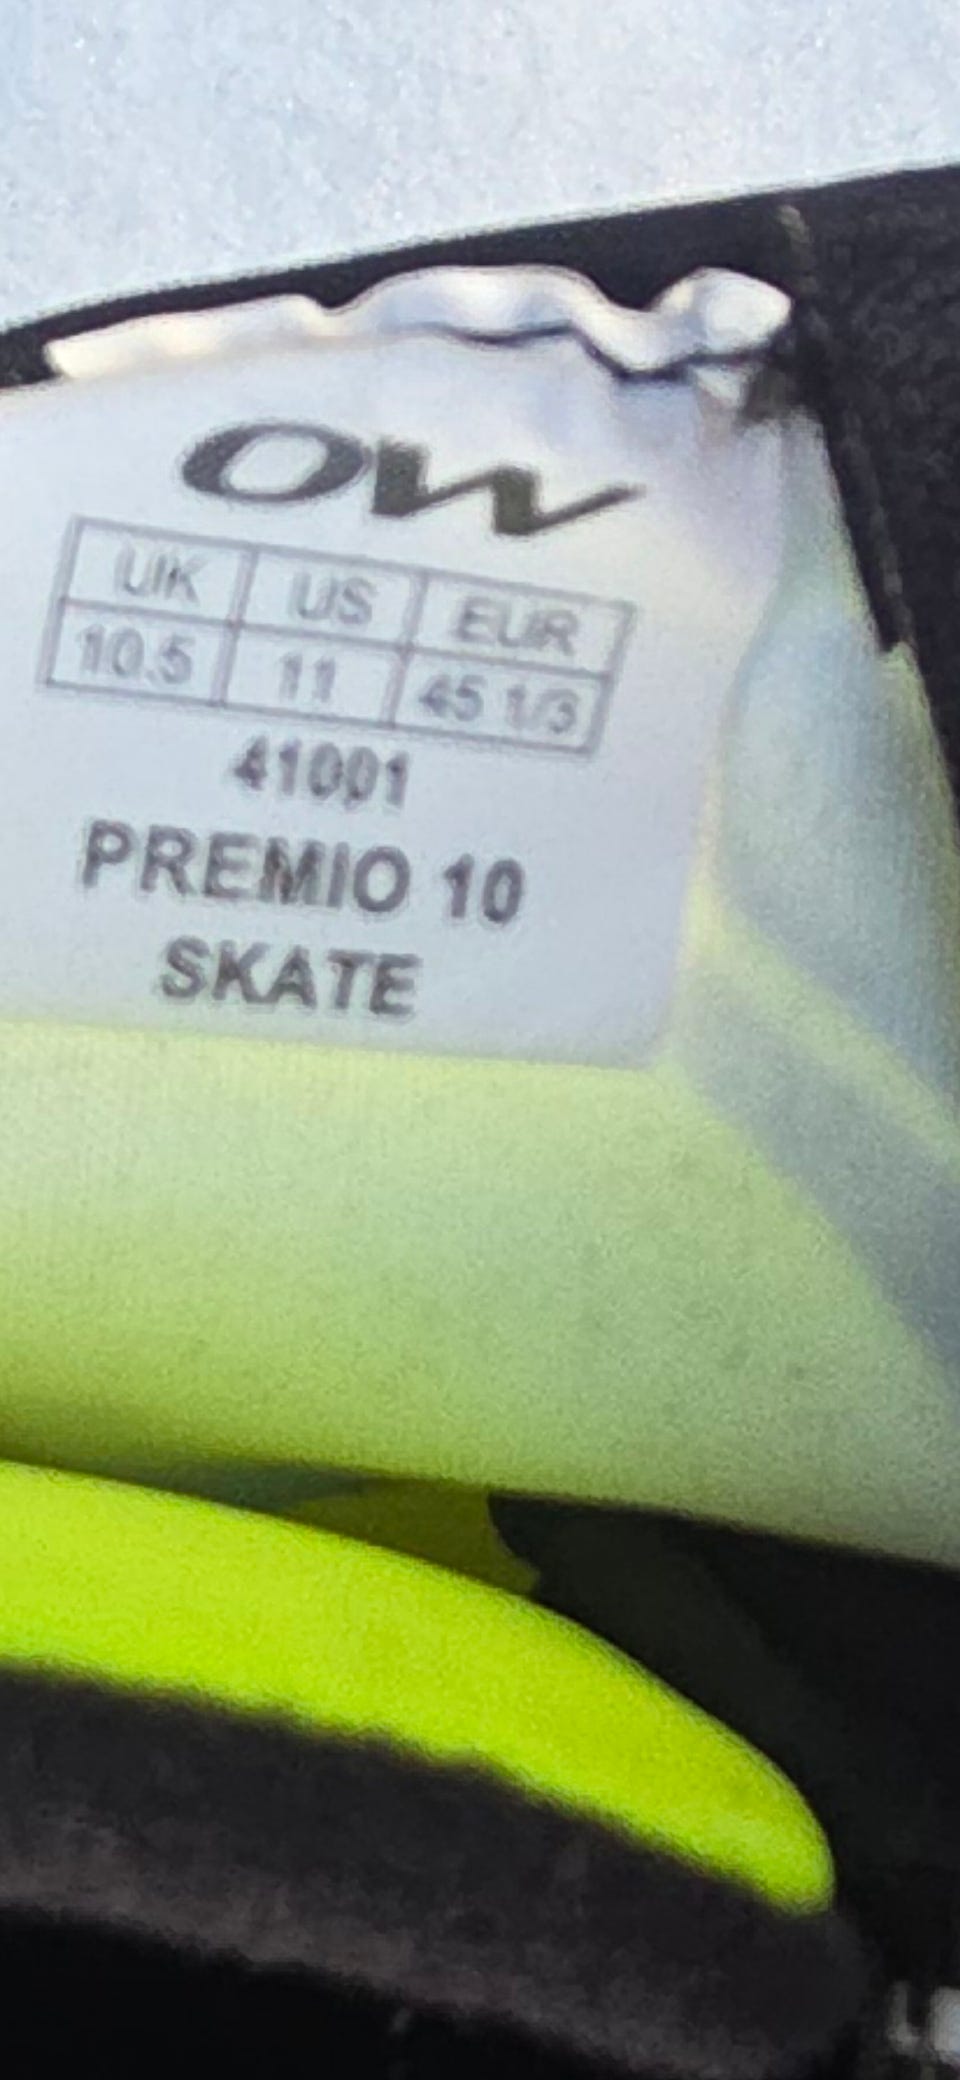 OW
UK US EUR
10.5 11 45 1/3
41001
PREMIO 10
SKATE